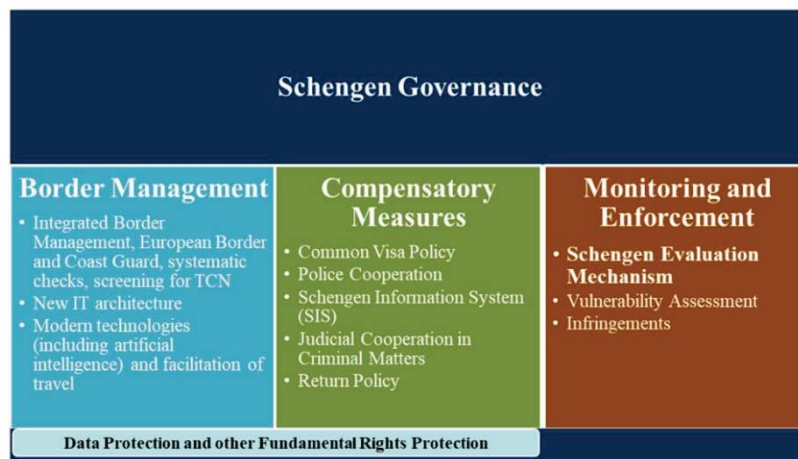 Schengen Governance
Border Management
• Integrated Border
Management, European Border
and Coast Guard, systematic
checks, screening for TCN
• New IT architecture
• Modern technologies
(including artificial
intelligence) and facilitation of
travel
Compensatory
Measures
• Common Visa Policy
• Police Cooperation
• Schengen Information System
(SIS)
• Judicial Cooperation in
Criminal Matters
• Return Policy
Monitoring and
Enforcement
• Schengen Evaluation
Mechanism
• Vulnerability Assessment
• Infringements
Data Protection and other Fundamental Rights Protection